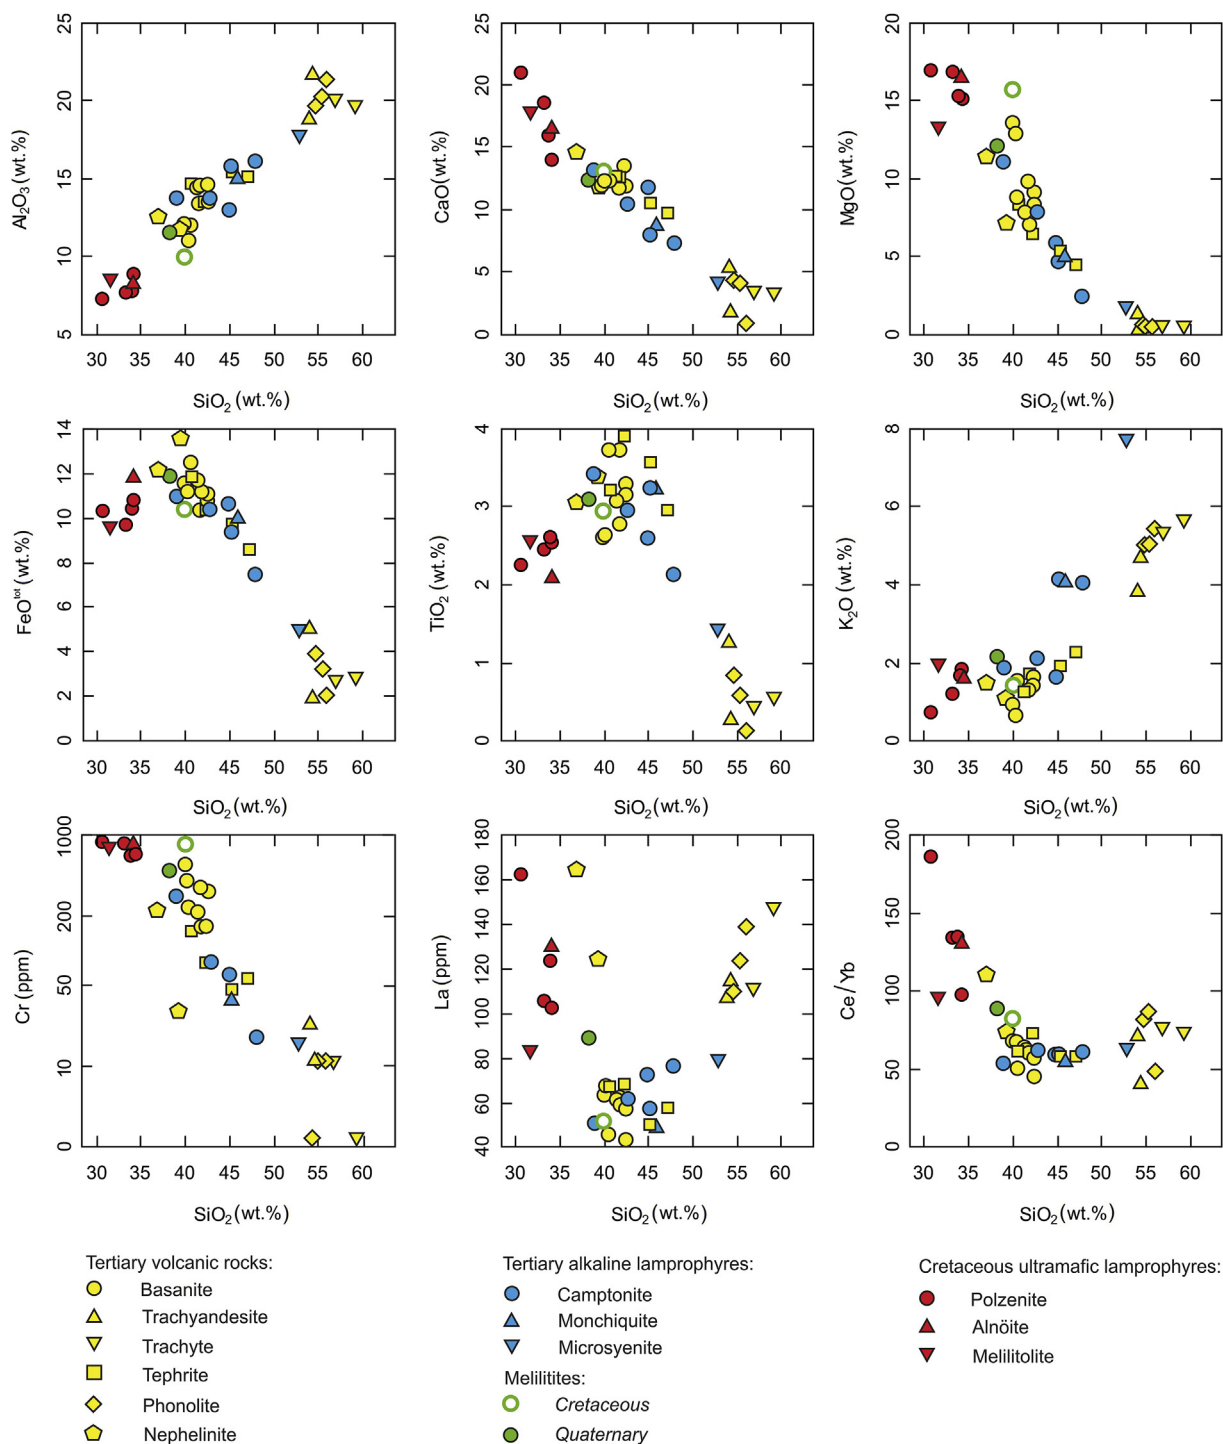 25
20
15
10
5
Al2O3 (wt.%)
30 35 40 45 50 55 60
SiO2 (wt.%)
25
20
15
10
5
0
CaO (wt.%)
30 35 40 45 50 55 60
SiO2 (wt.%)
20
15
10
5
0
MgO (wt.%)
30 35 40 45 50 55 60
SiO2 (wt.%)
14
12
10
8
6
4
2
0
FeOtot (wt.%)
30 35 40 45 50 55 60
SiO2 (wt.%)
4
3
2
1
0
TiO2 (wt.%)
30 35 40 45 50 55 60
SiO2 (wt.%)
8
6
4
2
0
K2O (wt.%)
30 35 40 45 50 55 60
SiO2 (wt.%)
1000
200
50
10
0
Cr (ppm)
30 35 40 45 50 55 60
SiO2 (wt.%)
180
160
140
120
100
80
60
40
La (ppm)
30 35 40 45 50 55 60
SiO2 (wt.%)
200
150
100
50
0
Ce/Yb
30 35 40 45 50 55 60
SiO2 (wt.%)
Tertiary volcanic rocks:
Basanite
Trachyandesite
Trachyte
Tephrite
Phonolite
Nephelinite
Tertiary alkaline lamprophyres:
Camptonite
Monchiquite
Microsyenite
Melilitites:
Cretaceous
Quaternary
Cretaceous ultramafic lamprophyres:
Polzenite
Alnöite
Melilitolite